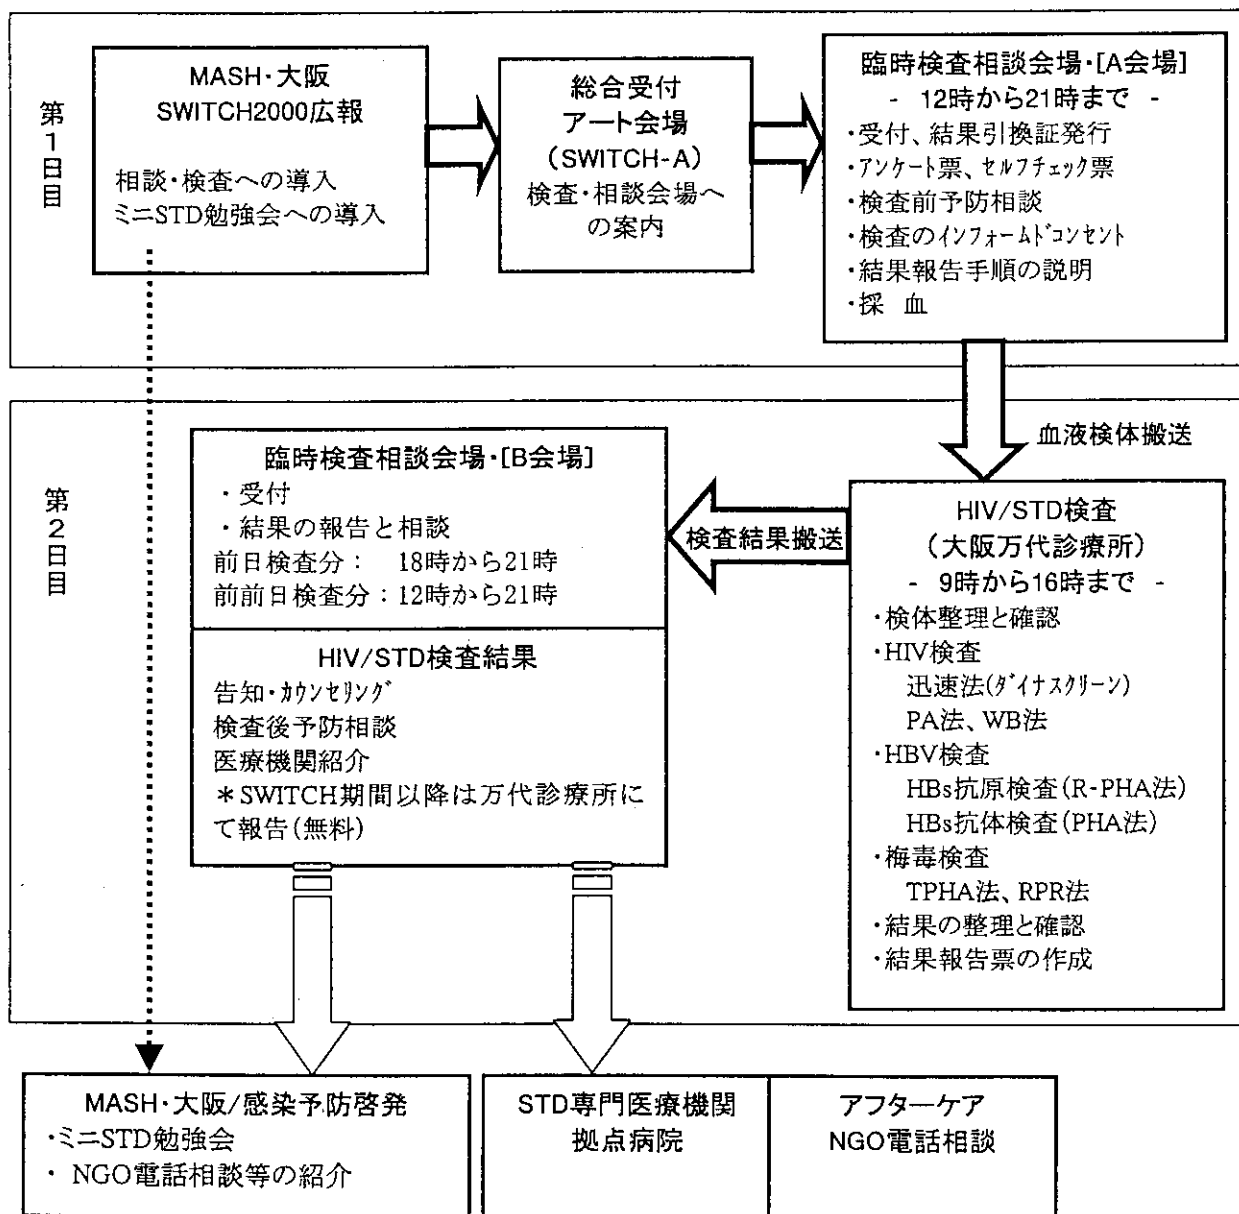 第1日目
MASH・大阪
SWITCH2000広報
相談・検査への導入
ミニSTD勉強会への導入
総合受付
アート会場
(SWITCH-A)
検査・相談会場へ
の案内
臨時検査相談会場・[A会場]
- 12時から21時まで -
・受付、結果引換証発行
・アンケート票、セルフチェック票
・検査前予防相談
・検査のインフォームドコンセント
・結果報告手順の説明
・採 血
血液検体搬送
第2日目
臨時検査相談会場・[B会場]
・受付
・結果の報告と相談
前日検査分： 18時から21時
前前日検査分：12時から21時
検査結果搬送
HIV/STD検査
(大阪万代診療所)
- 9時から16時まで -
・検体整理と確認
・HIV検査
迅速法(ダイナスクリーン)
PA法、WB法
・HBV検査
HBs抗原検査(R-PHA法)
HBs抗体検査(PHA法)
・梅毒検査
TPHA法、RPR法
・結果の整理と確認
・結果報告票の作成
HIV/STD検査結果
告知・カウンセリング
検査後予防相談
医療機関紹介
＊SWITCH期間以降は万代診療所に
て報告(無料)
MASH・大阪/感染予防啓発
・ミニSTD勉強会
・ NGO電話相談等の紹介
STD専門医療機関
拠点病院
アフターケア
NGO電話相談